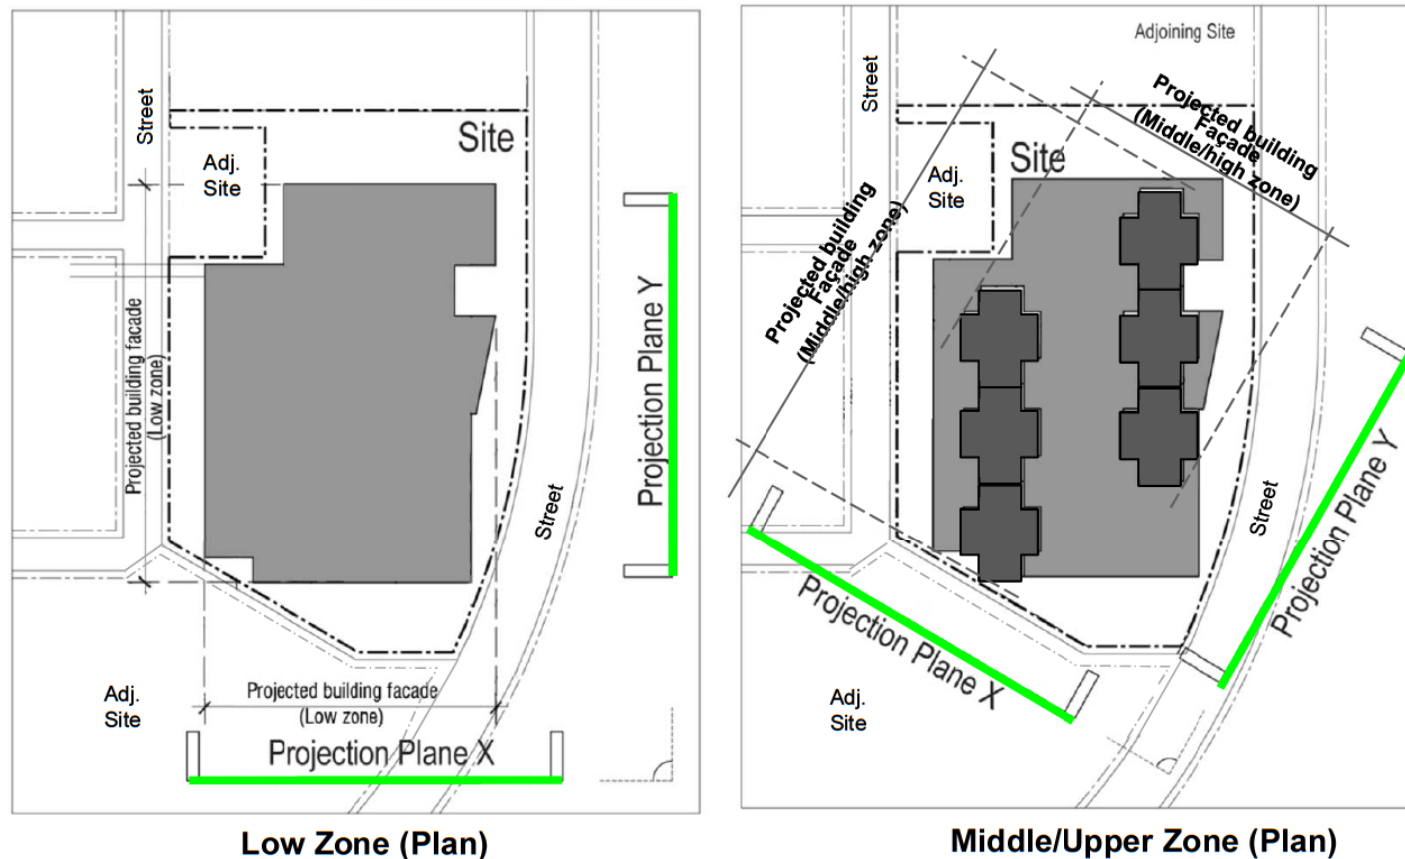 Street
Site
Adj.
Site
Projected building facade
(Low zone)
Projection Plane Y
Street
Adj.
Site
Projected building facade
(Low zone)
Projection Plane X
Low Zone (Plan)
Adjoining Site
Street
Projected building
Façade
(Middle/high zone)
Site
Adj.
Site
Projected building
Façade
(Middle/high zone)
Street
Projection Plane Y
Projection Plane X
Adj.
Site
Middle/Upper Zone (Plan)